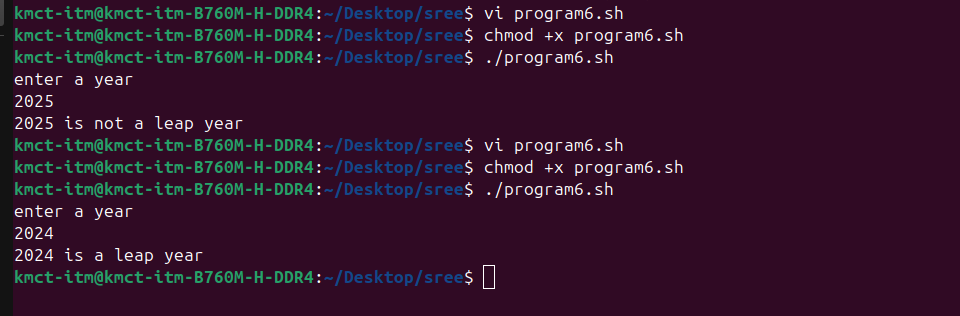 kmct-itm@kmct-itm-B760M-H-DDR4:~/Desktop/sree$ vi program6.sh
kmct-itm@kmct-itm-B760M-H-DDR4:~/Desktop/sree$ chmod +x program6.sh
kmct-itm@kmct-itm-B760M-H-DDR4:~/Desktop/sree$ ./program6.sh
enter a year
2025
2025 is not a leap year
kmct-itm@kmct-itm-B760M-H-DDR4:~/Desktop/sree$ vi program6.sh
kmct-itm@kmct-itm-B760M-H-DDR4:~/Desktop/sree$ chmod +x program6.sh
kmct-itm@kmct-itm-B760M-H-DDR4:~/Desktop/sree$ ./program6.sh
enter a year
2024
2024 is a leap year
kmct-itm@kmct-itm-B760M-H-DDR4:~/Desktop/sree$